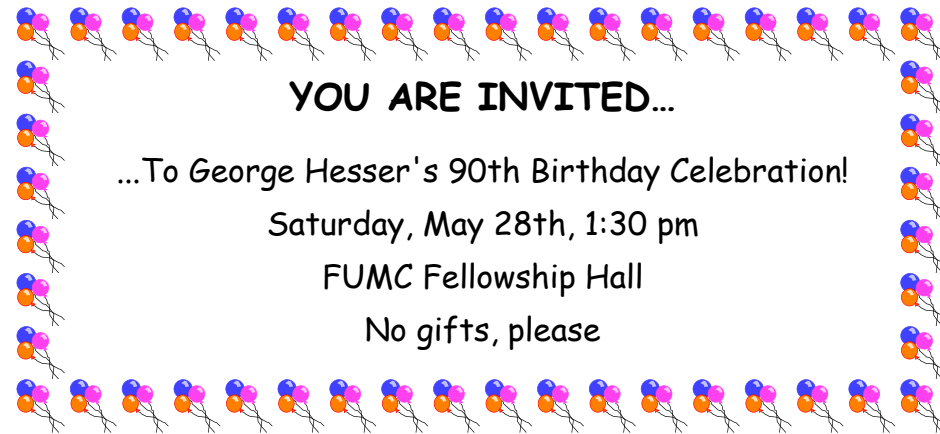 YOU ARE INVITED...
...To George Hesser's 90th Birthday Celebration!
Saturday, May 28th, 1:30 pm
FUMC Fellowship Hall
No gifts, please